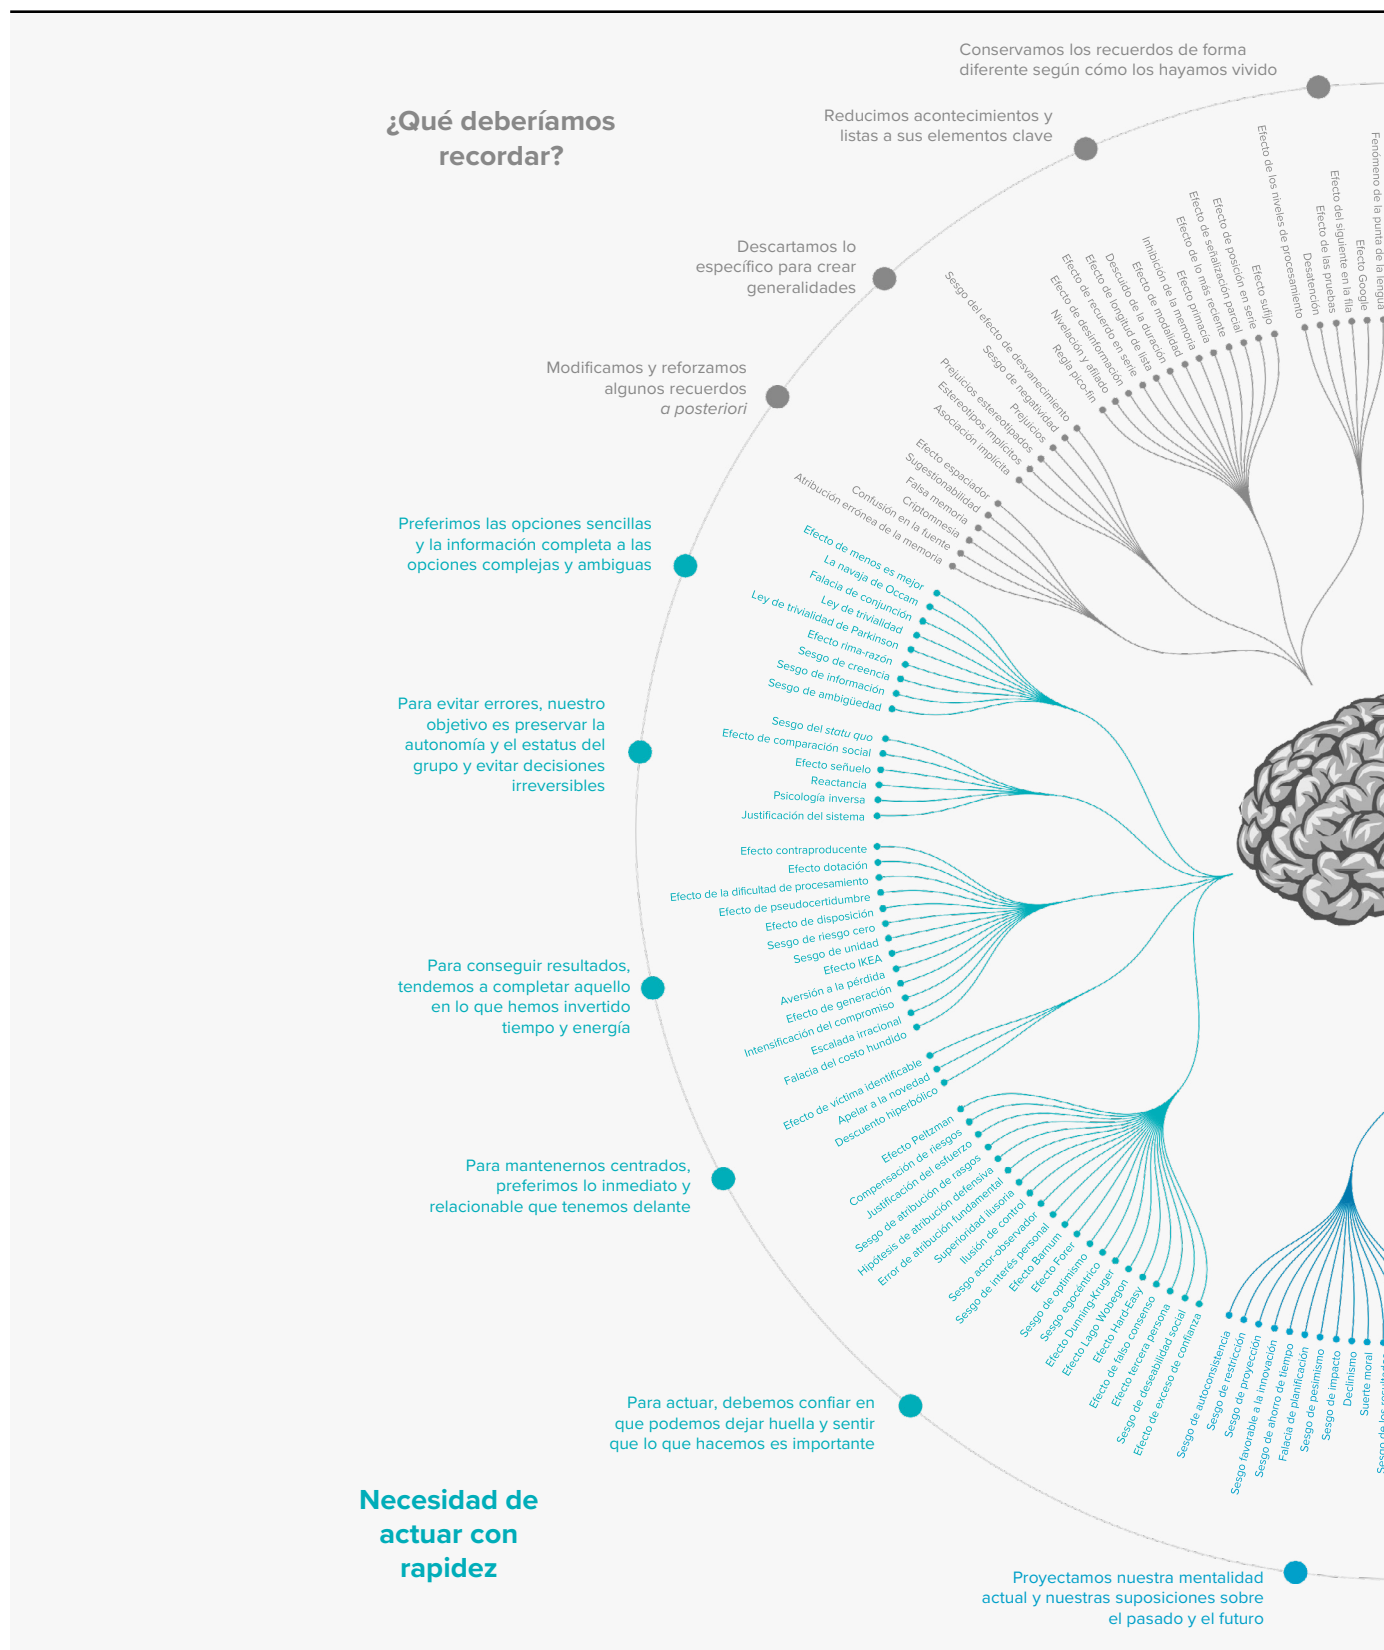 Conservamos los recuerdos de forma
diferente según cómo los hayamos vivido
¿Qué deberíamos
recordar?
Reducimos acontecimientos y
listas a sus elementos clave
Descartamos lo
específico para crear
generalidades
Modificamos y reforzamos
algunos recuerdos
a posteriori
Fenómeno de la punta de la lengua
Efecto Google
Efecto del siguiente en la fila
Efecto de las pruebas
Desatención
Efecto de los niveles de procesamiento
Efecto sufijo
Efecto de posición en serie
Efecto de señalización parcial
Efecto de lo más reciente
Efecto primacía
Inhibición de la memoria
Efecto de modalidad
Descuido de la duración
Efecto de longitud de lista
Efecto de recuerdo en serie
Efecto de desinformación
Nivelación y afilado
Regla pico-fin
Sesgo del efecto de desvanecimiento
Sesgo de negatividad
Prejuicios
Prejuicios estereotipados
Estereotipos implícitos
Asociación implícita
Efecto espaciador
Sugestionabilidad
Falsa memoria
Criptomnesia
Confusión en la fuente
Atribución errónea de la memoria
Preferimos las opciones sencillas
y la información completa a las
opciones complejas y ambiguas
Efecto de menos es mejor
La navaja de Occam
Falacia de conjunción
Ley de trivialidad
Ley de trivialidad de Parkinson
Efecto rima-razón
Sesgo de creencia
Sesgo de información
Sesgo de ambigüedad
Para evitar errores, nuestro
objetivo es preservar la
autonomía y el estatus del
grupo y evitar decisiones
irreversibles
Sesgo del statu quo
Efecto de comparación social
Efecto señuelo
Reactancia
Psicología inversa
Justificación del sistema
Efecto contraproducente
Efecto dotación
Efecto de la dificultad de procesamiento
Efecto de pseudocertidumbre
Efecto de disposición
Sesgo de riesgo cero
Sesgo de unidad
Efecto IKEA
Aversión a la pérdida
Efecto de generación
Intensificación del compromiso
Escalada irracional
Falacia del costo hundido
Para conseguir resultados,
tendemos a completar aquello
en lo que hemos invertido
tiempo y energía
Efecto de víctima identificable
Apelar a la novedad
Descuento hiperbólico
Para mantenernos centrados,
preferimos lo inmediato y
relacionable que tenemos delante
Efecto Peltzman
Compensación de riesgos
Justificación del esfuerzo
Sesgo de atribución de rasgos
Hipótesis de atribución defensiva
Error de atribución fundamental
Superioridad ilusoria
Ilusión de control
Sesgo actor-observador
Sesgo de interés personal
Efecto Barnum
Efecto Forer
Sesgo de optimismo
Sesgo egocéntrico
Efecto Dunning-Kruger
Efecto Lago Wobegon
Efecto Hard-Easy
Efecto de falso consenso
Efecto tercera persona
Sesgo de deseabilidad social
Efecto de exceso de confianza
Para actuar, debemos confiar en
que podemos dejar huella y sentir
que lo que hacemos es importante
Necesidad de
actuar con
rapidez
Sesgo de autoconsistencia
Sesgo de restricción
Sesgo de proyección
Sesgo favorable a la innovación
Sesgo de ahorro de tiempo
Falacia de planificación
Sesgo de pesimismo
Sesgo de impacto
Declinismo
Suerte moral
Proyectamos nuestra mentalidad
actual y nuestras suposiciones sobre
el pasado y el futuro